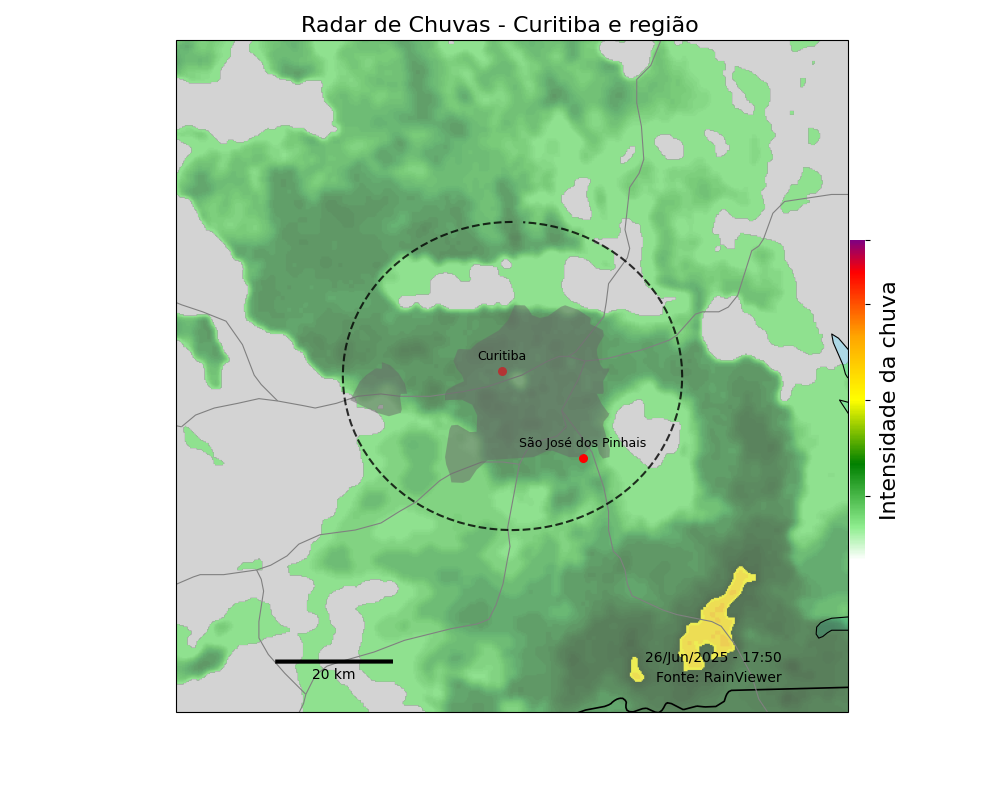 Radar de Chuvas - Curitiba e região
Curitiba
São José dos Pinhais
Intensidade da chuva
26/Jun/2025 - 17:50
20 km
Fonte: RainViewer